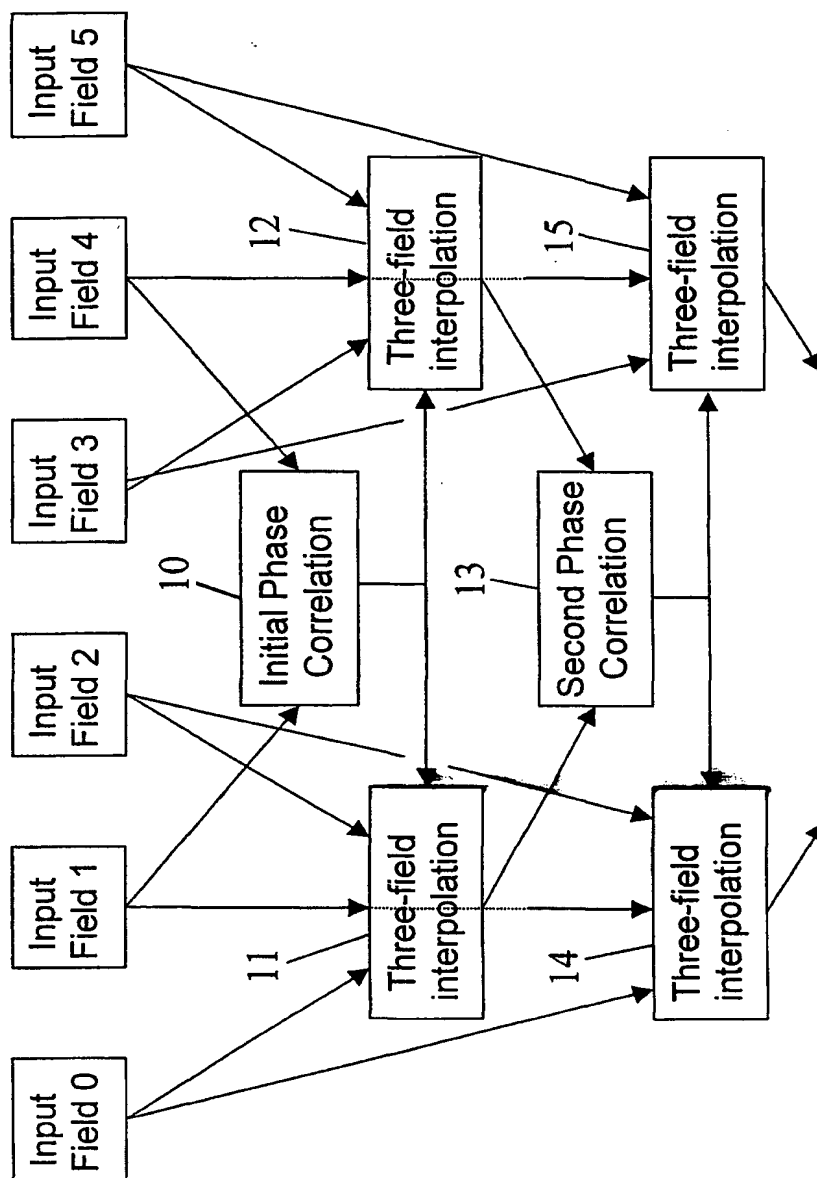 Input
Field 0
Input
Field 1
Input
Field 2
Input
Field 3
Input
Field 4
Input
Field 5
10
Initial Phase
Correlation
11
Three-field
interpolation
12
Three-field
interpolation
13
Second Phase
Correlation
14
Three-field
interpolation
15
Three-field
interpolation